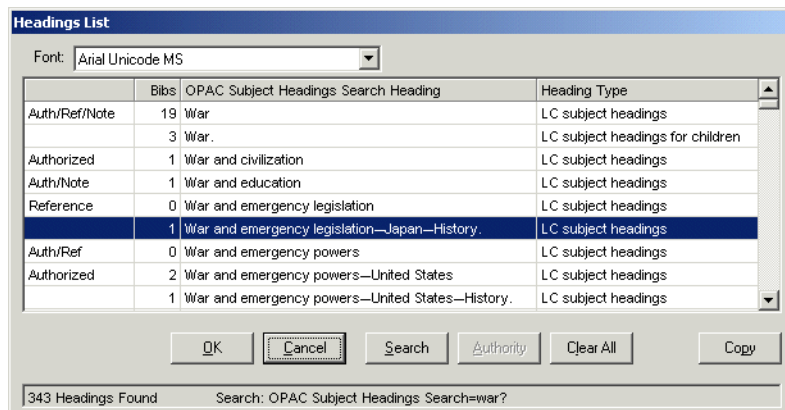 Headings List
Font: Arial Unicode MS
Bibs OPAC Subject Headings Search Heading Heading Type
Auth/Ref/Note 19 War LC subject headings
3 War. LC subject headings for children
Authorized 1 War and civilization LC subject headings
Auth/Note 1 War and education LC subject headings
Reference 0 War and emergency legislation LC subject headings
1 War and emergency legislation—Japan—History. LC subject headings
Auth/Ref 0 War and emergency powers LC subject headings
Authorized 2 War and emergency powers—United States LC subject headings
1 War and emergency powers—United States—History. LC subject headings
OK Cancel Search Authority Clear All Copy
343 Headings Found Search: OPAC Subject Headings Search=war?